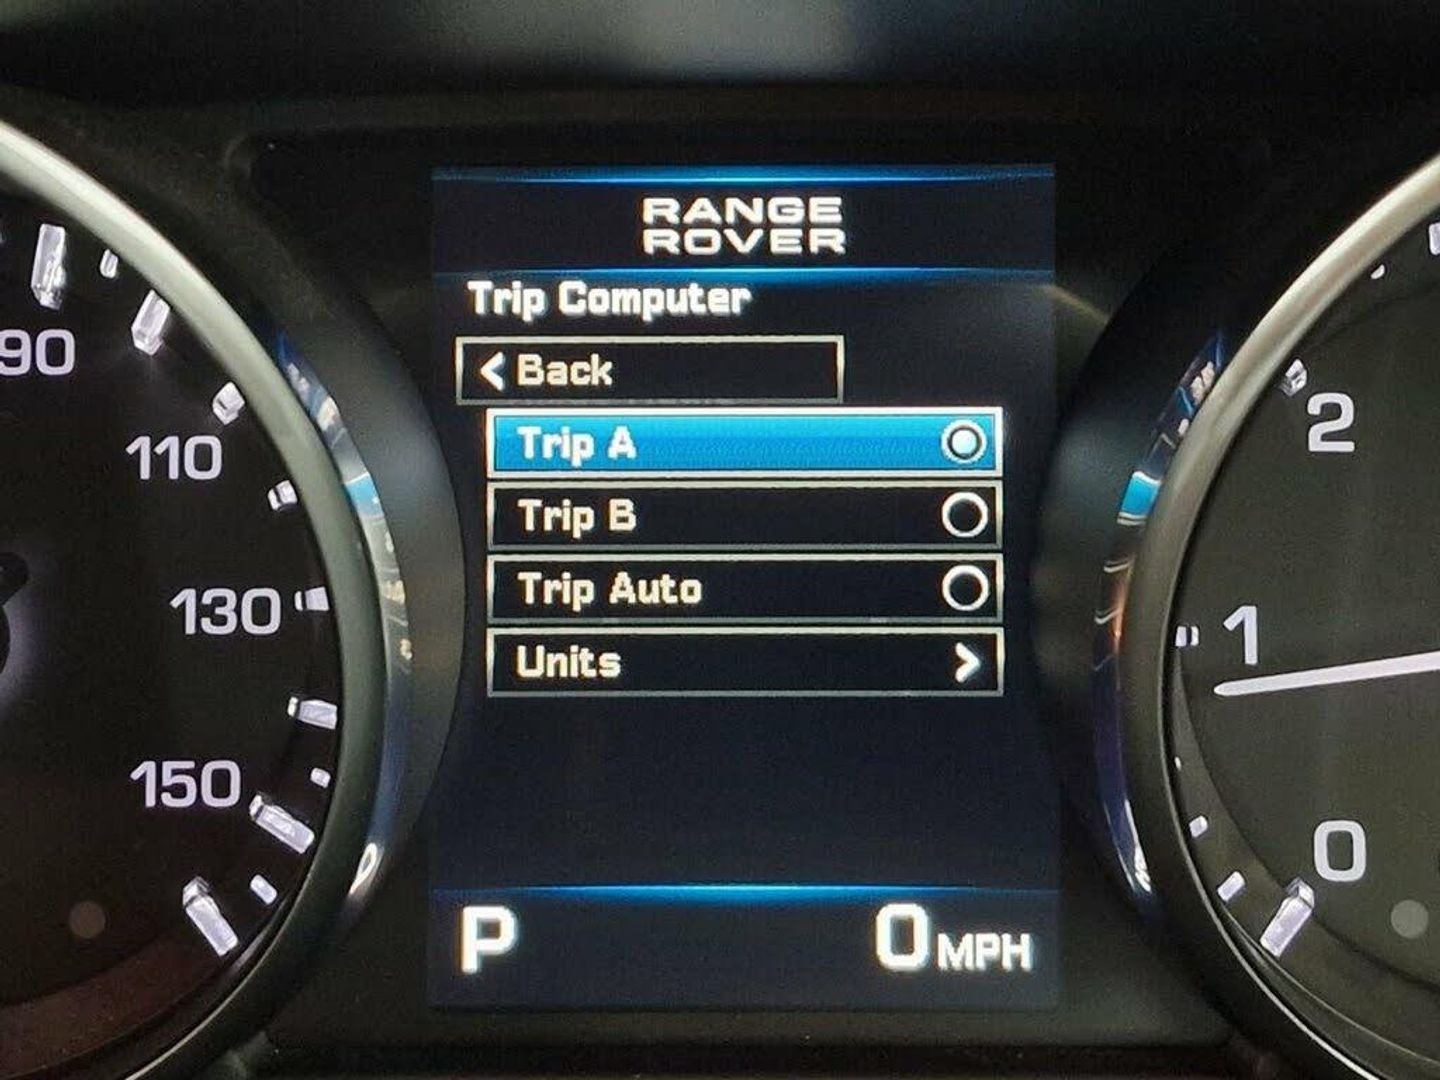 RANGE
ROVER
Trip Computer
Back
Trip A
Trip B
Trip Auto
Units
P
0 MPH
90
110
130
150
2
1
0